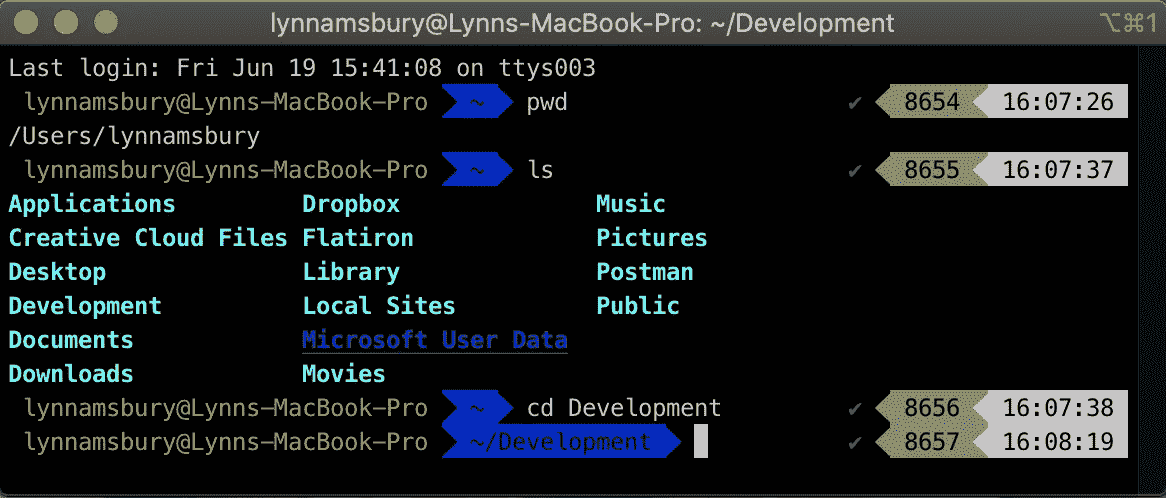 lynnamsbury@Lynns-MacBook-Pro: ~/Development ⌥⌘1
Last login: Fri Jun 19 15:41:08 on ttys003
lynnamsbury@Lynns-MacBook-Pro ~ pwd ✔ 8654 16:07:26
/Users/lynnamsbury
lynnamsbury@Lynns-MacBook-Pro ~ ls ✔ 8655 16:07:37
Applications Dropbox Music
Creative Cloud Files Flatiron Pictures
Desktop Library Postman
Development Local Sites Public
Documents Microsoft User Data
Downloads Movies
lynnamsbury@Lynns-MacBook-Pro ~ cd Development ✔ 8656 16:07:38
lynnamsbury@Lynns-MacBook-Pro ~/Development ✔ 8657 16:08:19